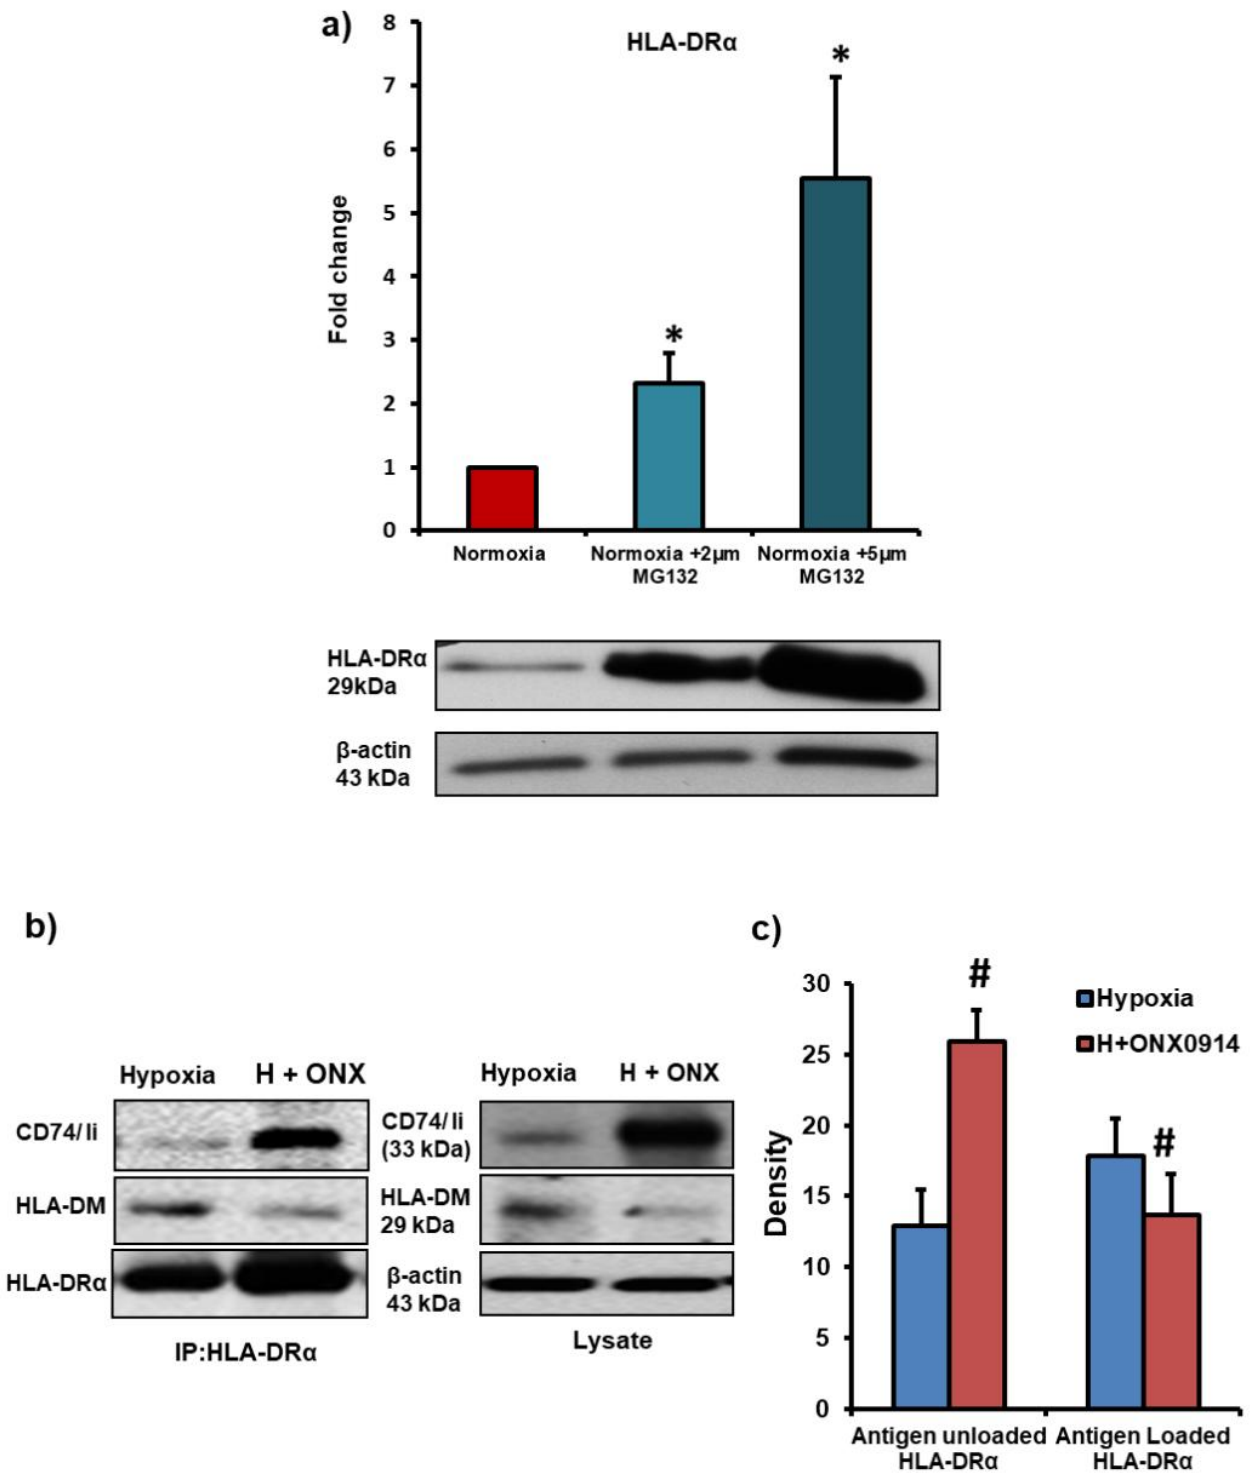 a)
HLA-DRα
8
7
6
5
4
3
2
1
0
Fold change
*
*
Normoxia
Normoxia +2μm
MG132
Normoxia +5μm
MG132
HLA-DRα
29kDa
β-actin
43 kDa
b)
Hypoxia H + ONX
CD74/ Ii
HLA-DM
HLA-DRα
IP:HLA-DRα
Hypoxia H + ONX
CD74/ Ii
(33 kDa)
HLA-DM
29 kDa
β-actin
43 kDa
Lysate
c)
30
25
20
15
10
5
0
Density
#
#
Hypoxia
H+ONX0914
Antigen unloaded
HLA-DRα
Antigen Loaded
HLA-DRα